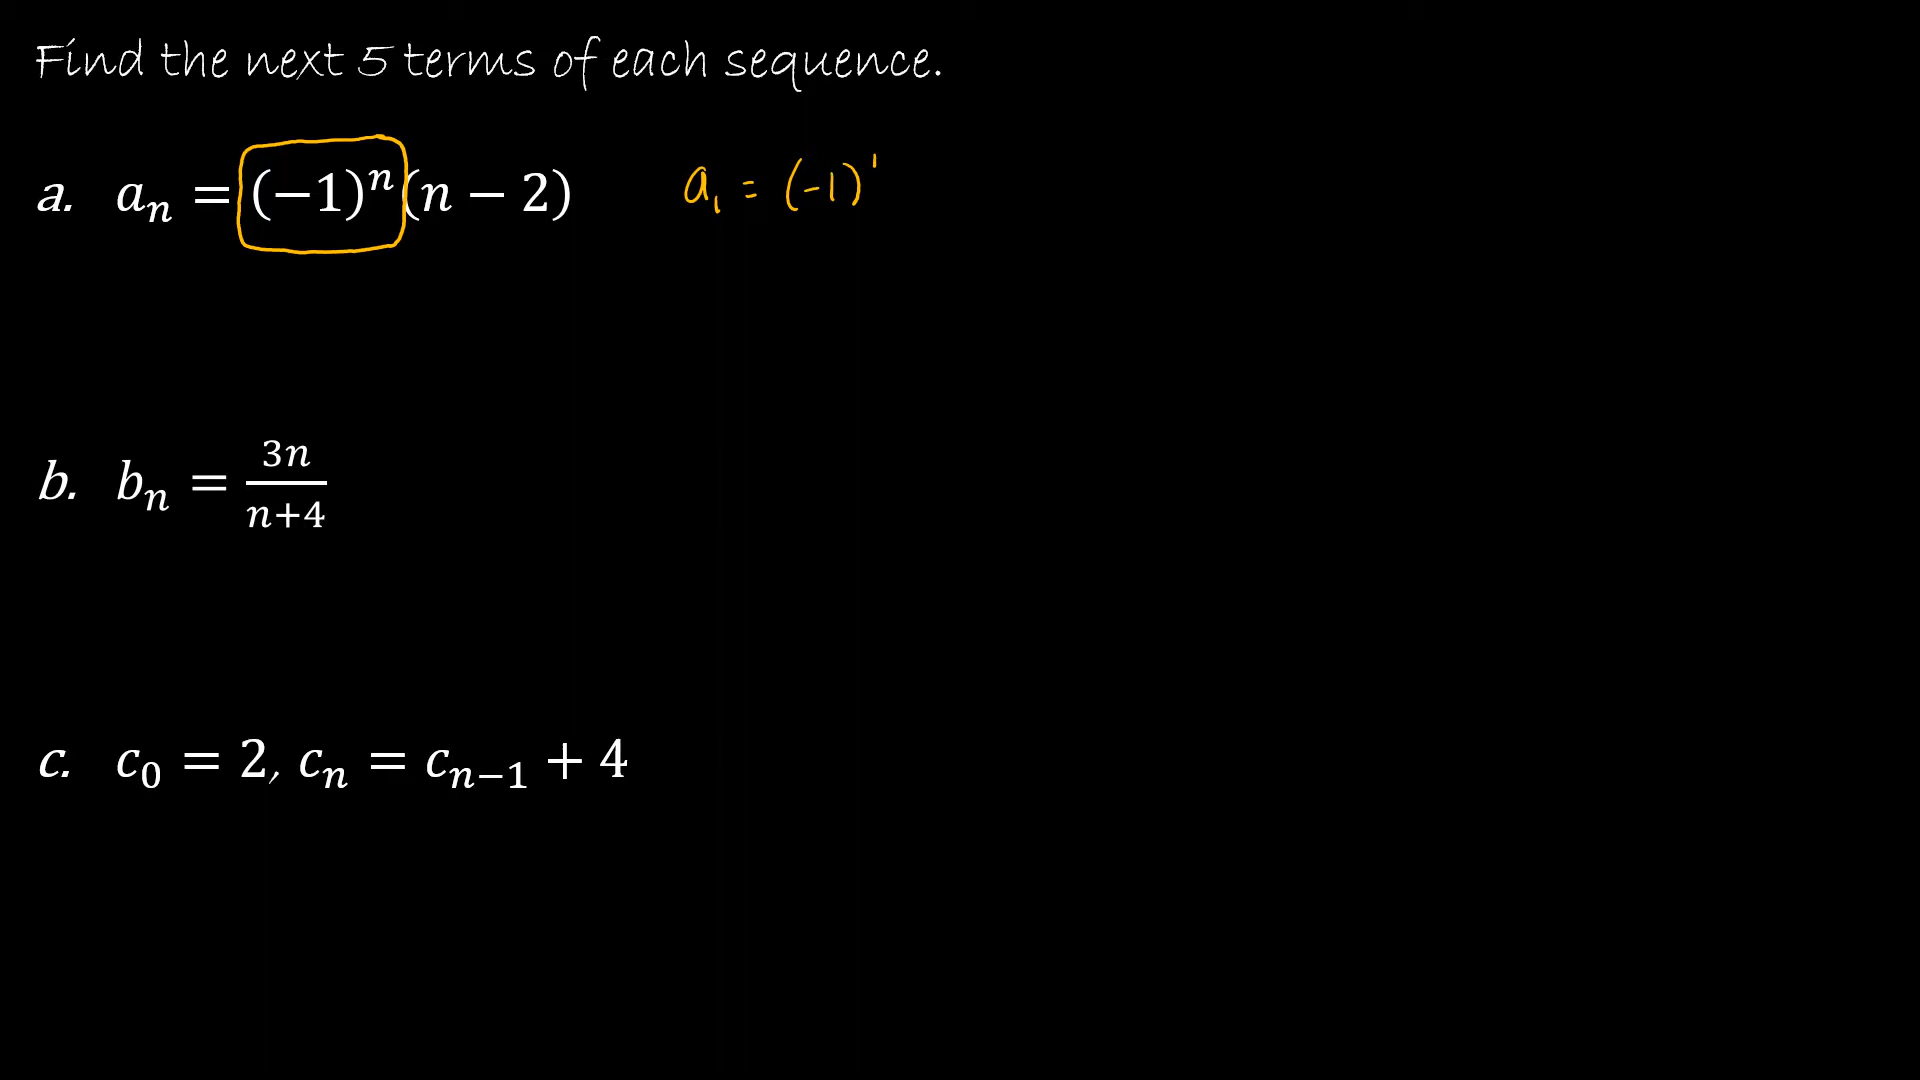 Find the next 5 terms of each sequence.
a. aₙ = (−1)ⁿ(n − 2) a₁ = (-1)¹
b. bₙ = 3n/(n+4)
c. c₀ = 2, cₙ = cₙ₋₁ + 4